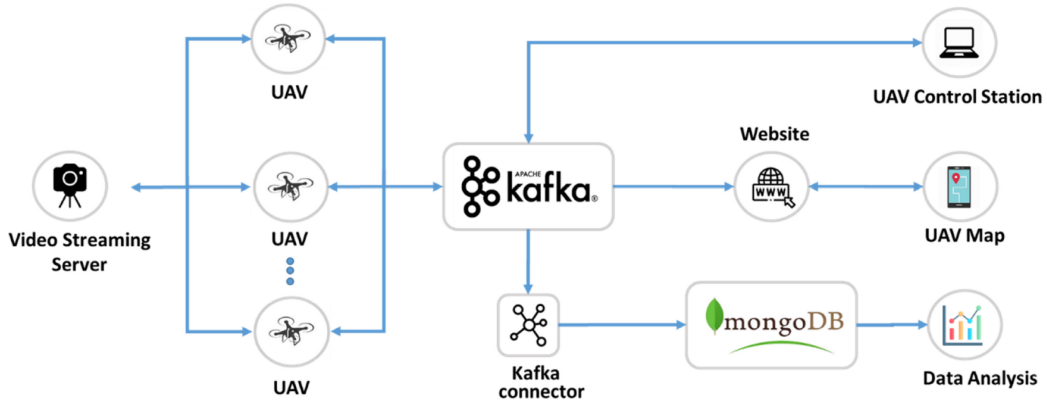 UAV
UAV Control Station
Website
APACHE
kafka®
WWW
UAV
UAV Map
Video Streaming
Server
mongoDB
UAV
Kafka
connector
Data Analysis